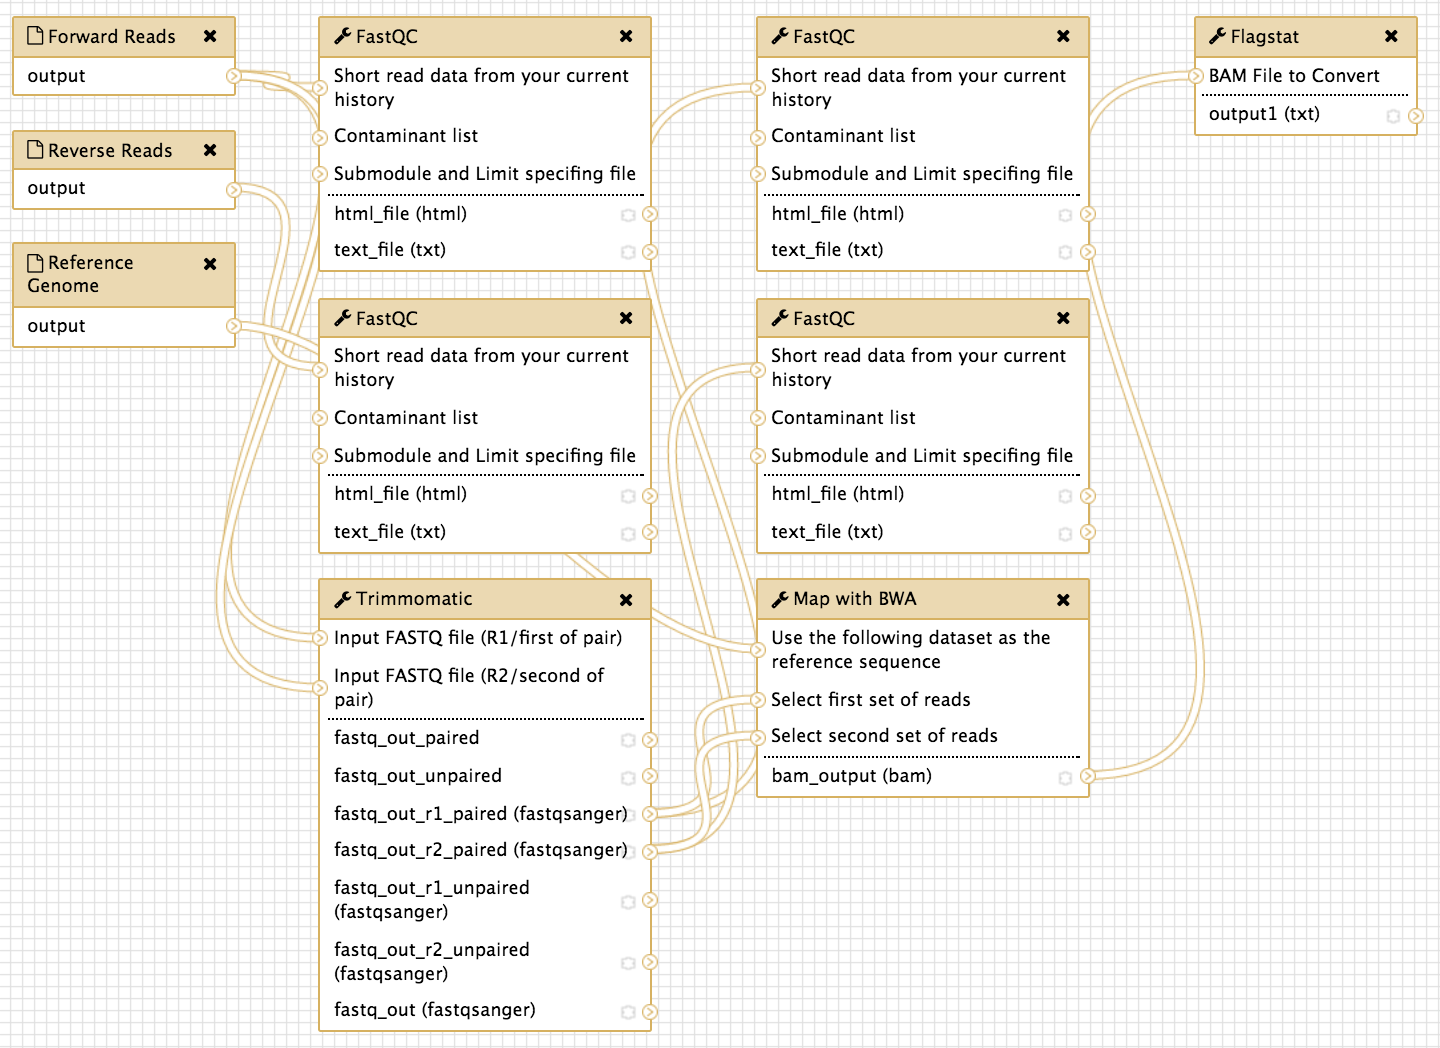 Forward Reads
output
Reverse Reads
output
Reference
Genome
output
FastQC
Short read data from your current
history
Contaminant list
Submodule and Limit specifing file
html_file (html)
text_file (txt)
FastQC
Short read data from your current
history
Contaminant list
Submodule and Limit specifing file
html_file (html)
text_file (txt)
Trimmomatic
Input FASTQ file (R1/first of pair)
Input FASTQ file (R2/second of
pair)
fastq_out_paired
fastq_out_unpaired
fastq_out_r1_paired (fastqsanger)
fastq_out_r2_paired (fastqsanger)
fastq_out_r1_unpaired
(fastqsanger)
fastq_out_r2_unpaired
(fastqsanger)
fastq_out (fastqsanger)
FastQC
Short read data from your current
history
Contaminant list
Submodule and Limit specifing file
html_file (html)
text_file (txt)
FastQC
Short read data from your current
history
Contaminant list
Submodule and Limit specifing file
html_file (html)
text_file (txt)
Map with BWA
Use the following dataset as the
reference sequence
Select first set of reads
Select second set of reads
bam_output (bam)
Flagstat
BAM File to Convert
output1 (txt)